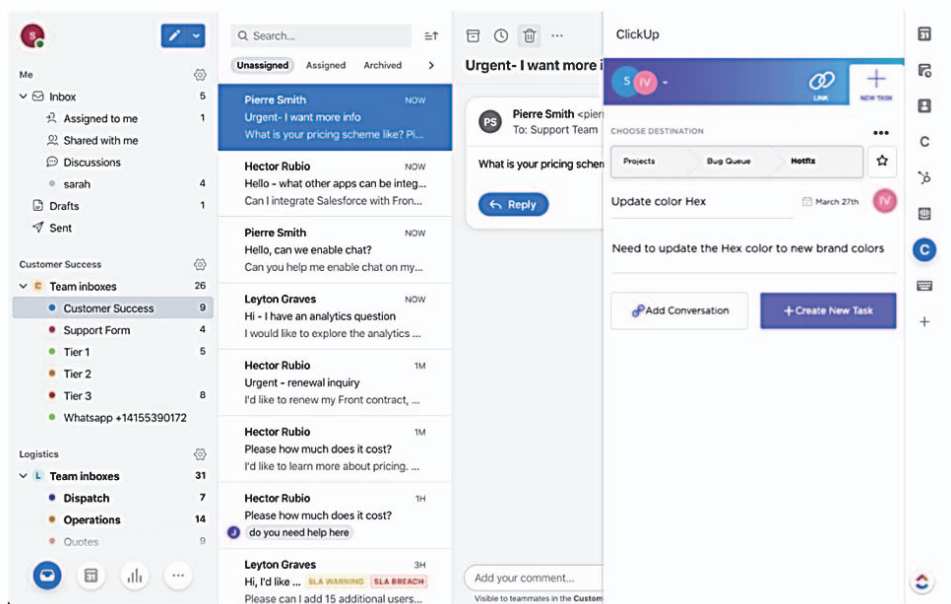 S
Me
Inbox 5
Assigned to me 1
Shared with me
Discussions
sarah 4
Drafts 1
Sent
Customer Success
C Team inboxes 26
Customer Success 9
Support Form 4
Tier 1 5
Tier 2
Tier 3 8
Whatsapp +14155390172
Logistics
L Team inboxes 31
Dispatch 7
Operations 14
Quotes 9
Search...
Unassigned Assigned Archived
Pierre Smith NOW
Urgent- I want more info
What is your pricing scheme like? Pi...
Hector Rubio NOW
Hello - what other apps can be integ...
Can I integrate Salesforce with Fron...
Pierre Smith NOW
Hello, can we enable chat?
Can you help me enable chat on my...
Leyton Graves NOW
Hi - I have an analytics question
I would like to explore the analytics ...
Hector Rubio 1M
Urgent - renewal inquiry
I'd like to renew my Front contract, ...
Hector Rubio 1M
Please how much does it cost?
I'd like to learn more about pricing. ...
Hector Rubio 1H
Please how much does it cost?
J do you need help here
Leyton Graves 3H
Hi, I'd like ... SLA WARNING SLA BREACH
Please can I add 15 additional users...
Urgent- I want more i
PS
Pierre Smith <pier
To: Support Team
What is your pricing schem
Reply
Add your comment...
Visible to teammates in the Custom
ClickUp
S IV
LINK
NEW TASK
CHOOSE DESTINATION
Projects Bug Queue Hotfix
Update color Hex March 27th IV
Need to update the Hex color to new brand colors
Add Conversation
+ Create New Task
31
C
C